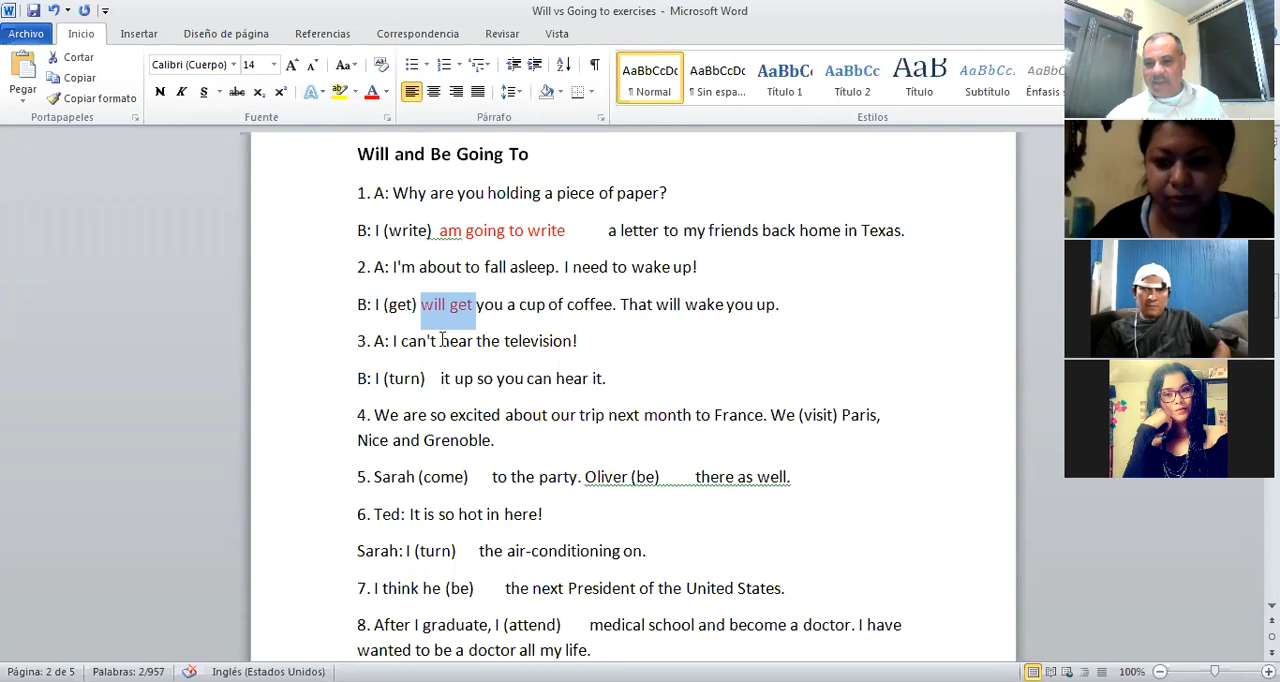 Will vs Going to exercises - Microsoft Word
Archivo Inicio Insertar Diseño de página Referencias Correspondencia Revisar Vista
Pegar
Cortar
Copiar
Copiar formato
Portapapeles
Calibri (Cuerpo) 14
Fuente
Párrafo
AaBbCcDc AaBbCcDc AaBbC AaBbCc AaB AaBbCc
¶ Normal ¶ Sin espa... Título 1 Título 2 Título Subtítulo Énfasis
Estilos
Will and Be Going To
1. A: Why are you holding a piece of paper?
B: I (write) am going to write a letter to my friends back home in Texas.
2. A: I'm about to fall asleep. I need to wake up!
B: I (get) will get you a cup of coffee. That will wake you up.
3. A: I can't hear the television!
B: I (turn) it up so you can hear it.
4. We are so excited about our trip next month to France. We (visit) Paris,
Nice and Grenoble.
5. Sarah (come) to the party. Oliver (be) there as well.
6. Ted: It is so hot in here!
Sarah: I (turn) the air-conditioning on.
7. I think he (be) the next President of the United States.
8. After I graduate, I (attend) medical school and become a doctor. I have
wanted to be a doctor all my life.
Página: 2 de 5 Palabras: 2/957 Inglés (Estados Unidos) 100%